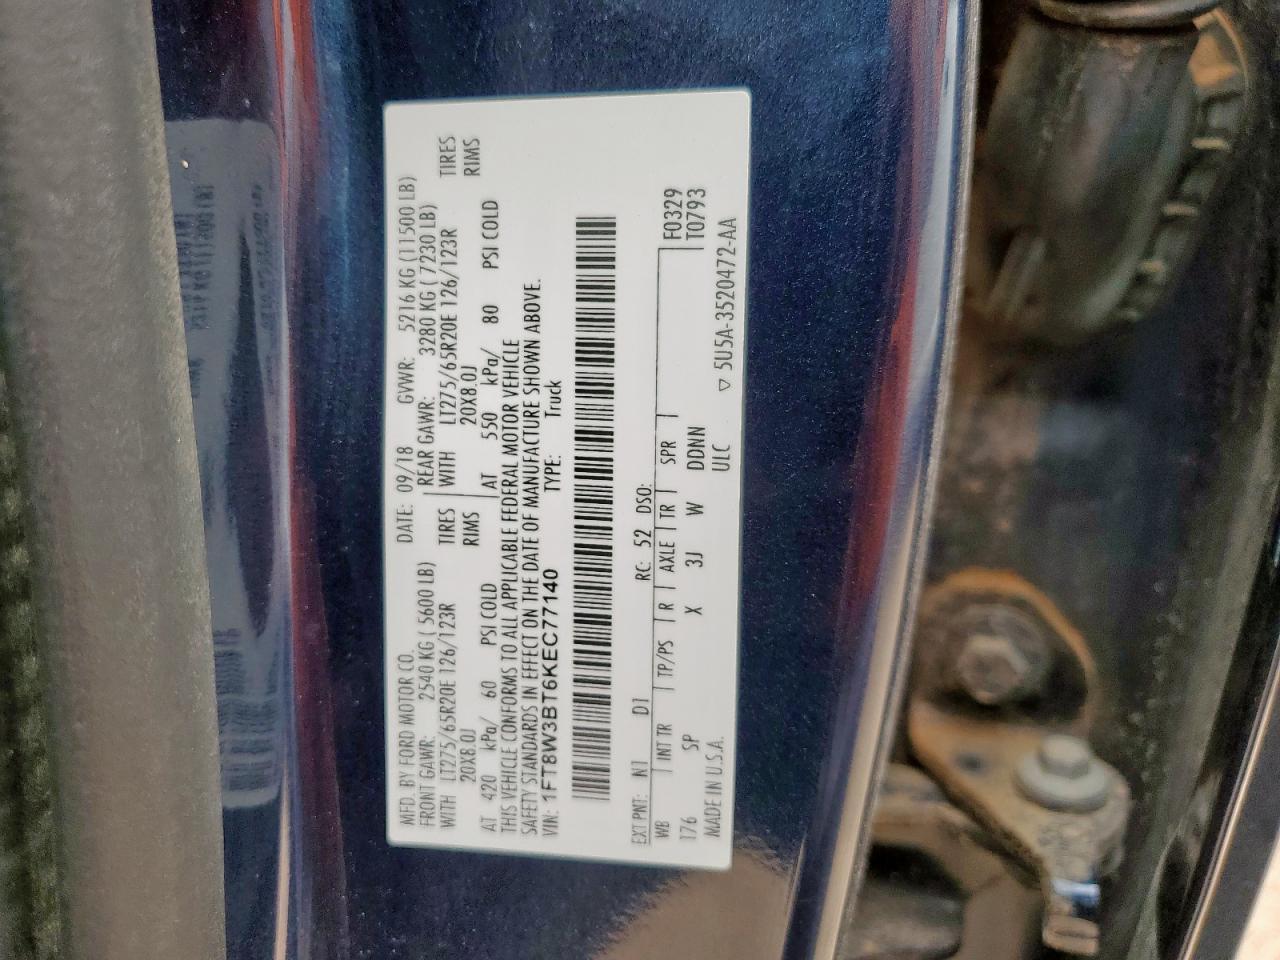 MFD. BY FORD MOTOR CO. DATE: 09/18 GVWR: 5216 KG (11500 LB)
FRONT GAWR: 2540 KG ( 5600 LB) REAR GAWR: 3280 KG ( 7230 LB)
WITH LT275/65R20E 126/123R TIRES WITH LT275/65R20E 126/123R TIRES
20X8.0J RIMS 20X8.0J RIMS
AT 420 kPa/ 60 PSI COLD AT 550 kPa/ 80 PSI COLD
THIS VEHICLE CONFORMS TO ALL APPLICABLE FEDERAL MOTOR VEHICLE
SAFETY STANDARDS IN EFFECT ON THE DATE OF MANUFACTURE SHOWN ABOVE.
VIN: 1FT8W3BT6KEC77140 TYPE: Truck
EXT PNT: N1 D1 RC: 52 DSO:
WB INT TR TP/PS R AXLE TR SPR F0329
176 SP X 3J W DDNN T0793
MADE IN U.S.A. ULC ▽ 5U5A-3520472-AA